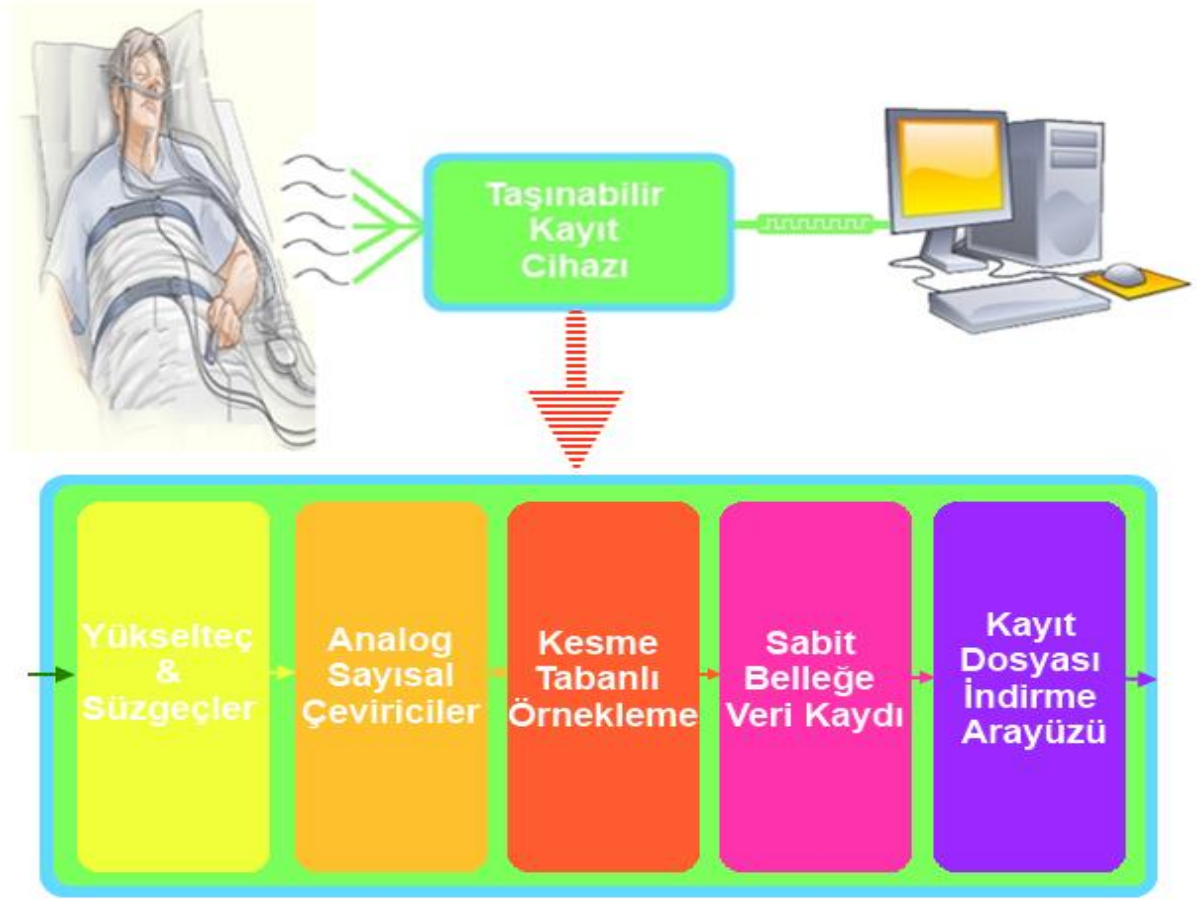 Taşınabilir
Kayıt
Cihazı
Yükselteç
&
Süzgeçler
Analog
Sayısal
Çeviriciler
Kesme
Tabanlı
Örnekleme
Sabit
Belleğe
Veri Kaydı
Kayıt
Dosyası
İndirme
Arayüzü